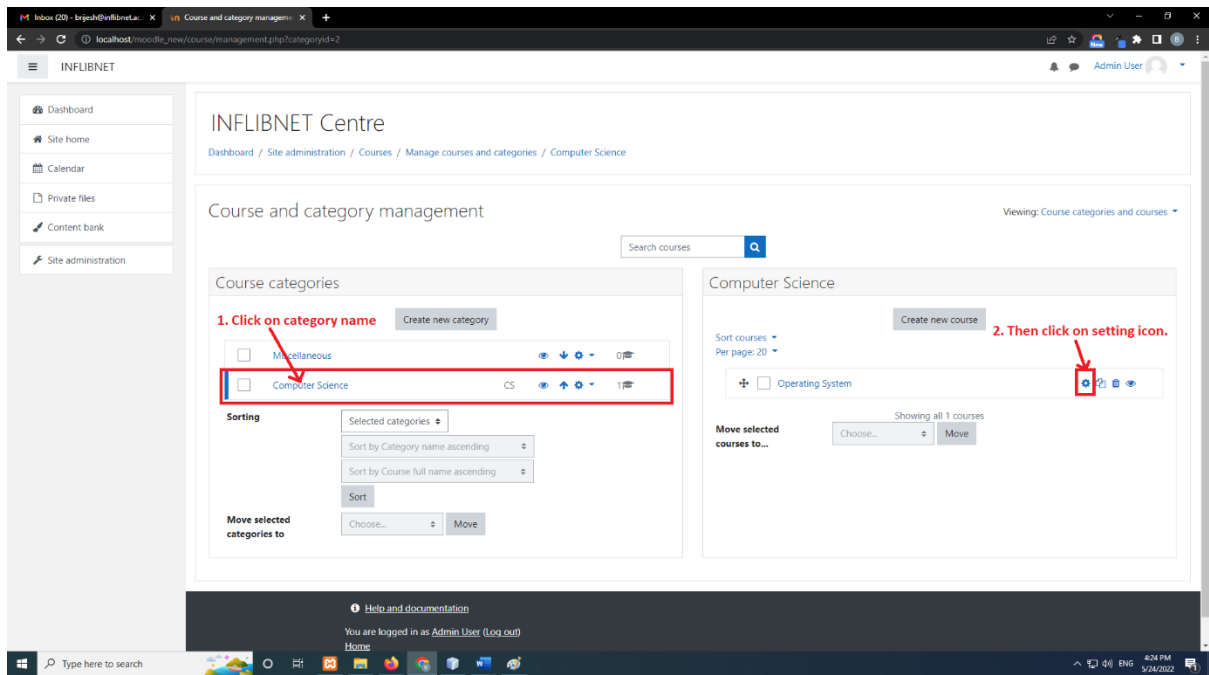 Inbox (20) - brijesh@inflibnet.ac. X
Course and category managem X +
localhost/moodle_new/course/management.php?categoryid=2
New
B
INFLIBNET
Admin User
Dashboard
Site home
Calendar
Private files
Content bank
Site administration
INFLIBNET Centre
Dashboard / Site administration / Courses / Manage courses and categories / Computer Science
Course and category management
Viewing: Course categories and courses
Search courses
Course categories
1. Click on category name
Create new category
Miscellaneous 0
Computer Science CS 1
Sorting
Selected categories
Sort by Category name ascending
Sort by Course full name ascending
Sort
Move selected categories to
Choose...
Move
Computer Science
Create new course
2. Then click on setting icon.
Sort courses
Per page: 20
Operating System
Showing all 1 courses
Move selected courses to...
Choose...
Move
Help and documentation
You are logged in as Admin User (Log out)
Home
Type here to search
ENG
4:24 PM
5/24/2022